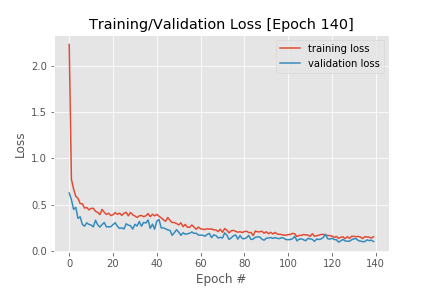 Training/Validation Loss [Epoch 140]
training loss
validation loss
2.0
1.5
1.0
0.5
0.0
Loss
0 20 40 60 80 100 120 140
Epoch #